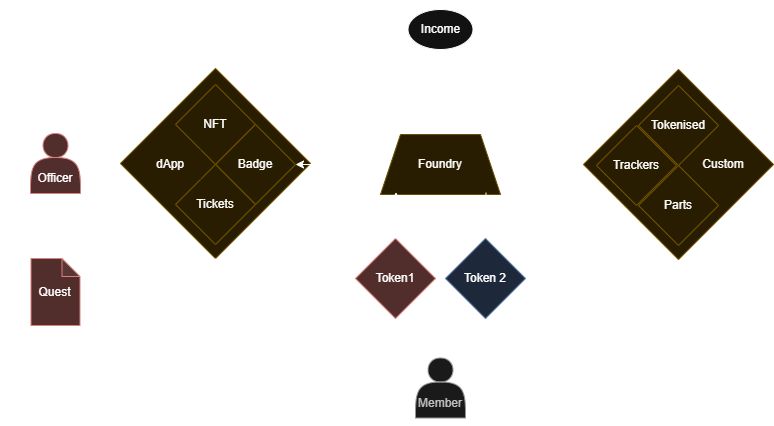 Income
NFT
Tokenised
Officer
dApp
Badge
Foundry
Trackers
Custom
Tickets
Parts
Quest
Token1
Token 2
Member